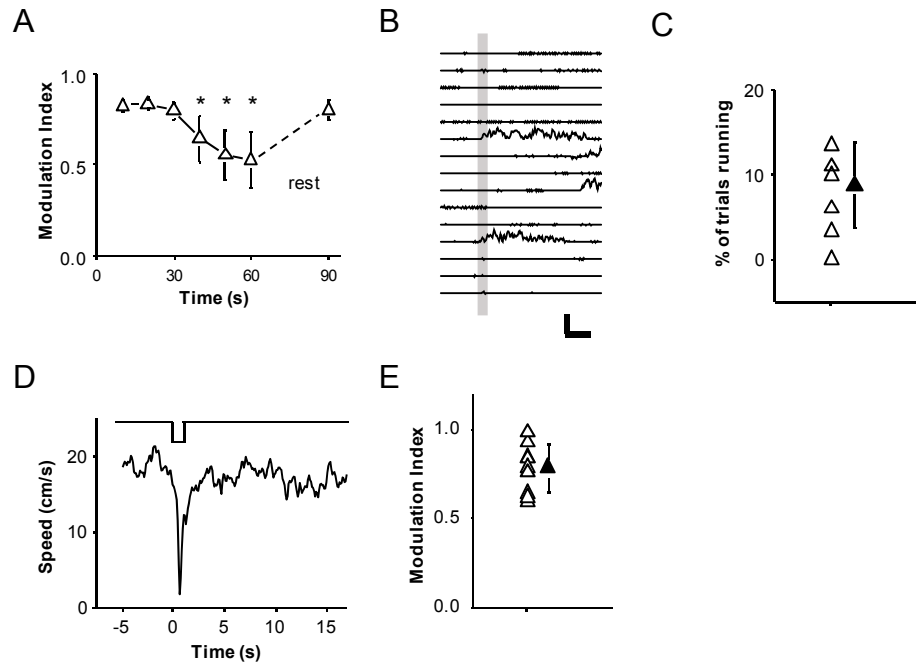 A
Modulation Index
1.0
0.5
0.0
* * *
rest
0 30 60 90
Time (s)
B
C
% of trials running
20
10
0
D
Speed (cm/s)
20
10
0
-5 0 5 10 15
Time (s)
E
Modulation Index
1.0
0.5
0.0